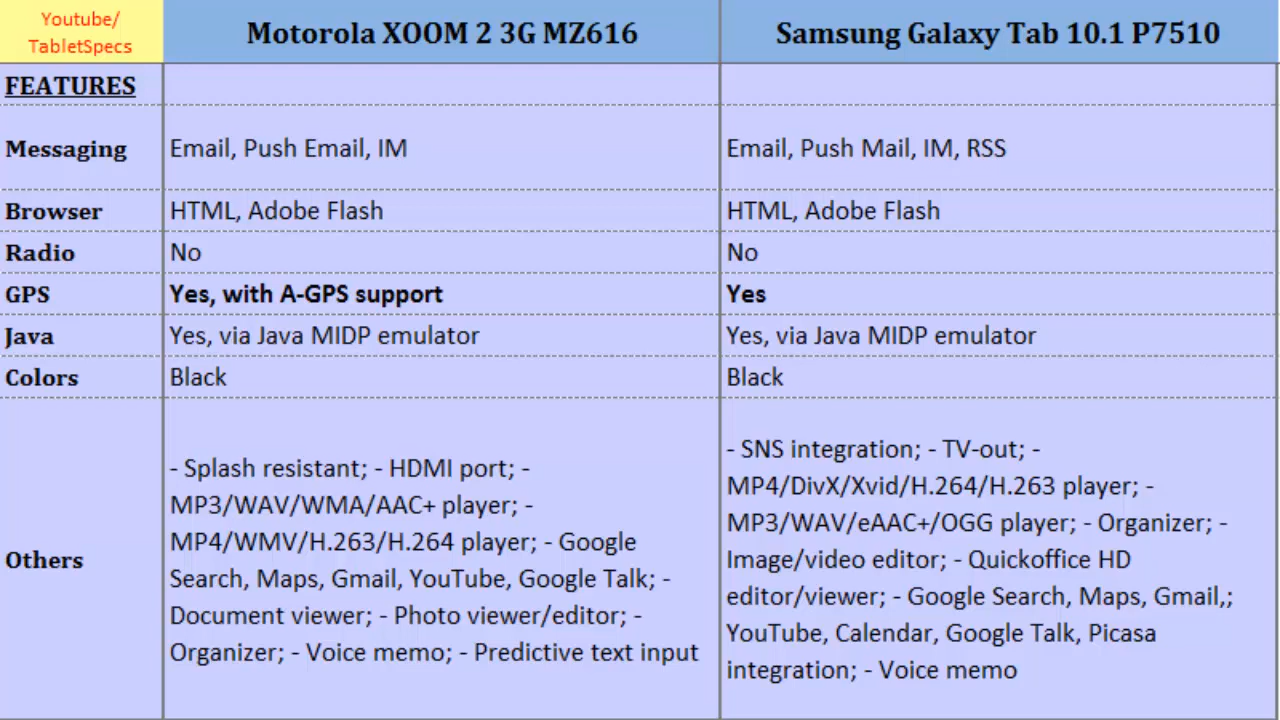 Youtube/
TabletSpecs
Motorola XOOM 2 3G MZ616
Samsung Galaxy Tab 10.1 P7510
FEATURES
Messaging
Email, Push Email, IM
Email, Push Mail, IM, RSS
Browser
HTML, Adobe Flash
HTML, Adobe Flash
Radio
No
No
GPS
Yes, with A-GPS support
Yes
Java
Yes, via Java MIDP emulator
Yes, via Java MIDP emulator
Colors
Black
Black
Others
- Splash resistant; - HDMI port; -
MP3/WAV/WMA/AAC+ player; -
MP4/WMV/H.263/H.264 player; - Google
Search, Maps, Gmail, YouTube, Google Talk; -
Document viewer; - Photo viewer/editor; -
Organizer; - Voice memo; - Predictive text input
- SNS integration; - TV-out; -
MP4/DivX/Xvid/H.264/H.263 player; -
MP3/WAV/eAAC+/OGG player; - Organizer; -
Image/video editor; - Quickoffice HD
editor/viewer; - Google Search, Maps, Gmail,;
YouTube, Calendar, Google Talk, Picasa
integration; - Voice memo